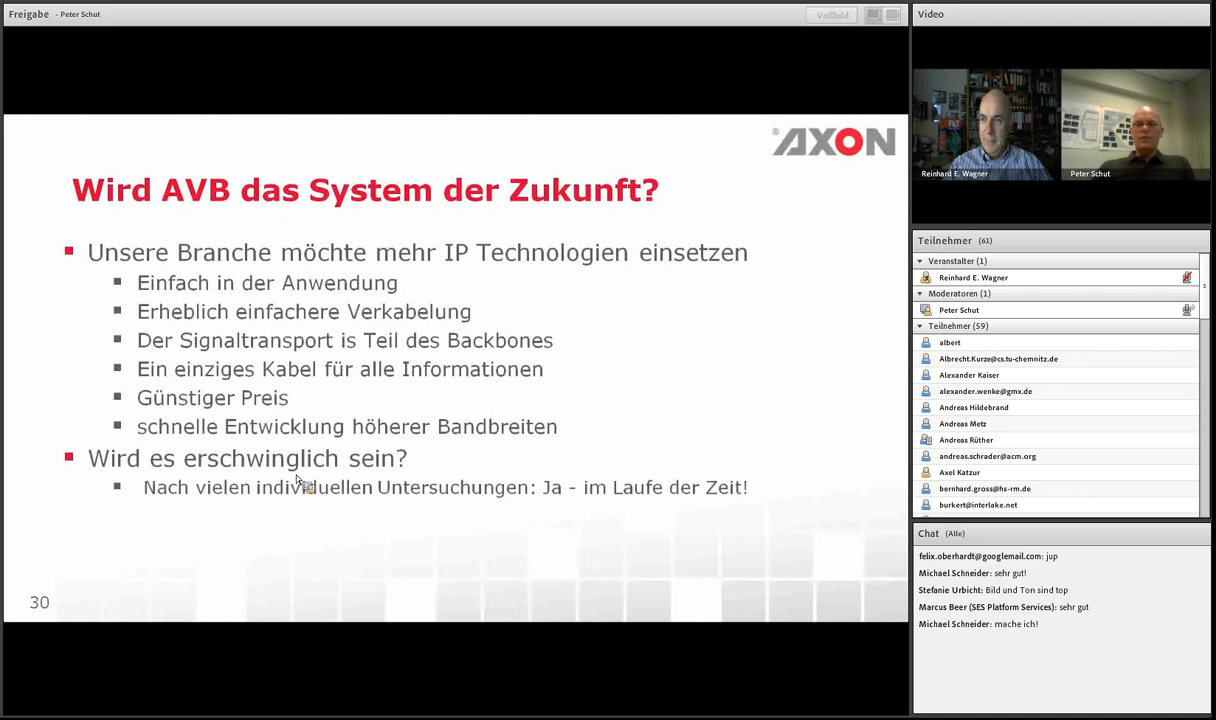 Freigabe - Peter Schut
Vollbild
® AXON
Wird AVB das System der Zukunft?
Unsere Branche möchte mehr IP Technologien einsetzen
Einfach in der Anwendung
Erheblich einfachere Verkabelung
Der Signaltransport is Teil des Backbones
Ein einziges Kabel für alle Informationen
Günstiger Preis
schnelle Entwicklung höherer Bandbreiten
Wird es erschwinglich sein?
Nach vielen individuellen Untersuchungen: Ja - im Laufe der Zeit!
30
Video
Reinhard E. Wagner
Peter Schut
Teilnehmer (61)
Veranstalter (1)
Reinhard E. Wagner
Moderatoren (1)
Peter Schut
Teilnehmer (59)
albert
Albrecht.Kurze@cs.tu-chemnitz.de
Alexander Kaiser
alexander.wenke@gmx.de
Andreas Hildebrand
Andreas Metz
Andreas Rüther
andreas.schrader@acm.org
Axel Katzur
bernhard.gross@hs-rm.de
burkert@interlake.net
Chat (Alle)
felix.oberhardt@googlemail.com: jup
Michael Schneider: sehr gut!
Stefanie Urbicht: Bild und Ton sind top
Marcus Beer (SES Platform Services): sehr gut
Michael Schneider: mache ich!